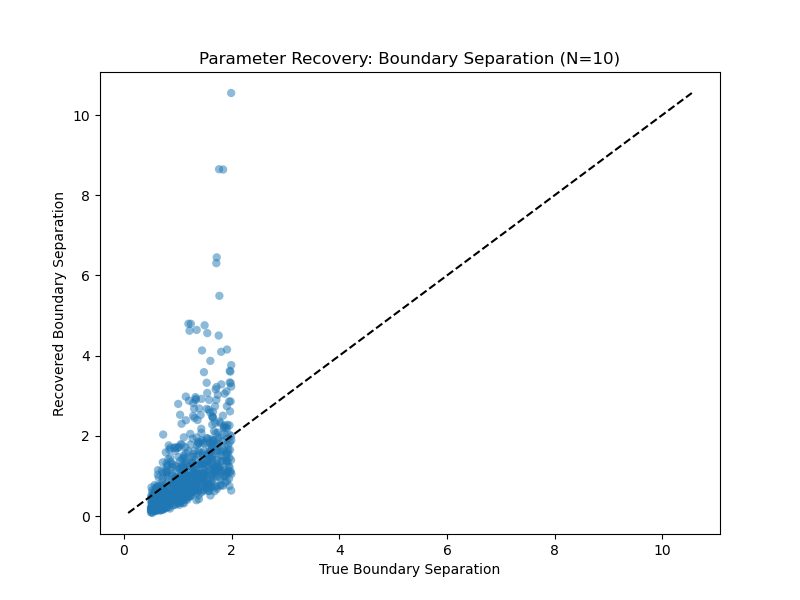 Parameter Recovery: Boundary Separation (N=10)
Recovered Boundary Separation
10
8
6
4
2
0
0 2 4 6 8 10
True Boundary Separation